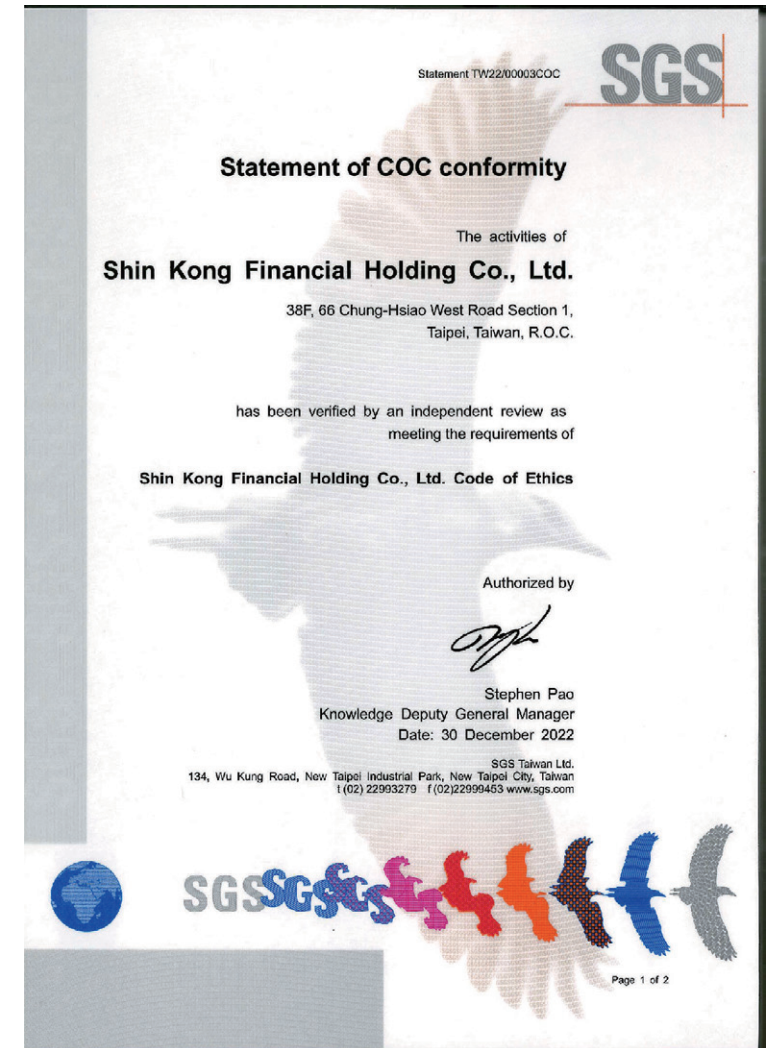 Statement TW22/00003COC
SGS
Statement of COC conformity
The activities of
Shin Kong Financial Holding Co., Ltd.
38F, 66 Chung-Hsiao West Road Section 1,
Taipei, Taiwan, R.O.C.
has been verified by an independent review as
meeting the requirements of
Shin Kong Financial Holding Co., Ltd. Code of Ethics
Authorized by
Stephen Pao
Knowledge Deputy General Manager
Date: 30 December 2022
SGS Taiwan Ltd.
134, Wu Kung Road, New Taipei Industrial Park, New Taipei City, Taiwan
t (02) 22993279 f (02)22999453 www.sgs.com
SGSSGSSGS
Page 1 of 2